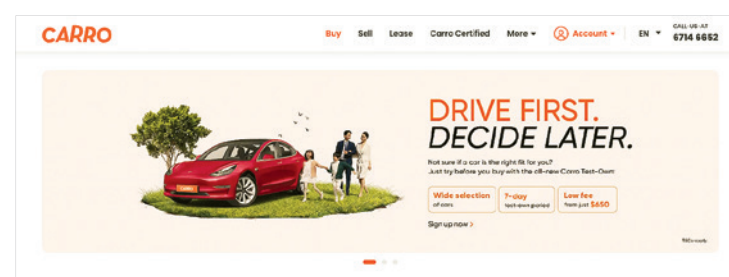 CARRO
Buy Sell Lease Carro Certified More Account EN
CALL US AT
6714 6652
DRIVE FIRST.
DECIDE LATER.
Not sure if a car is the right fit for you?
Just try before you buy with the all-new Carro Test-Own
Wide selection
of cars
7-day
test-own period
Low fee
from just $650
Sign up now >
CARRO